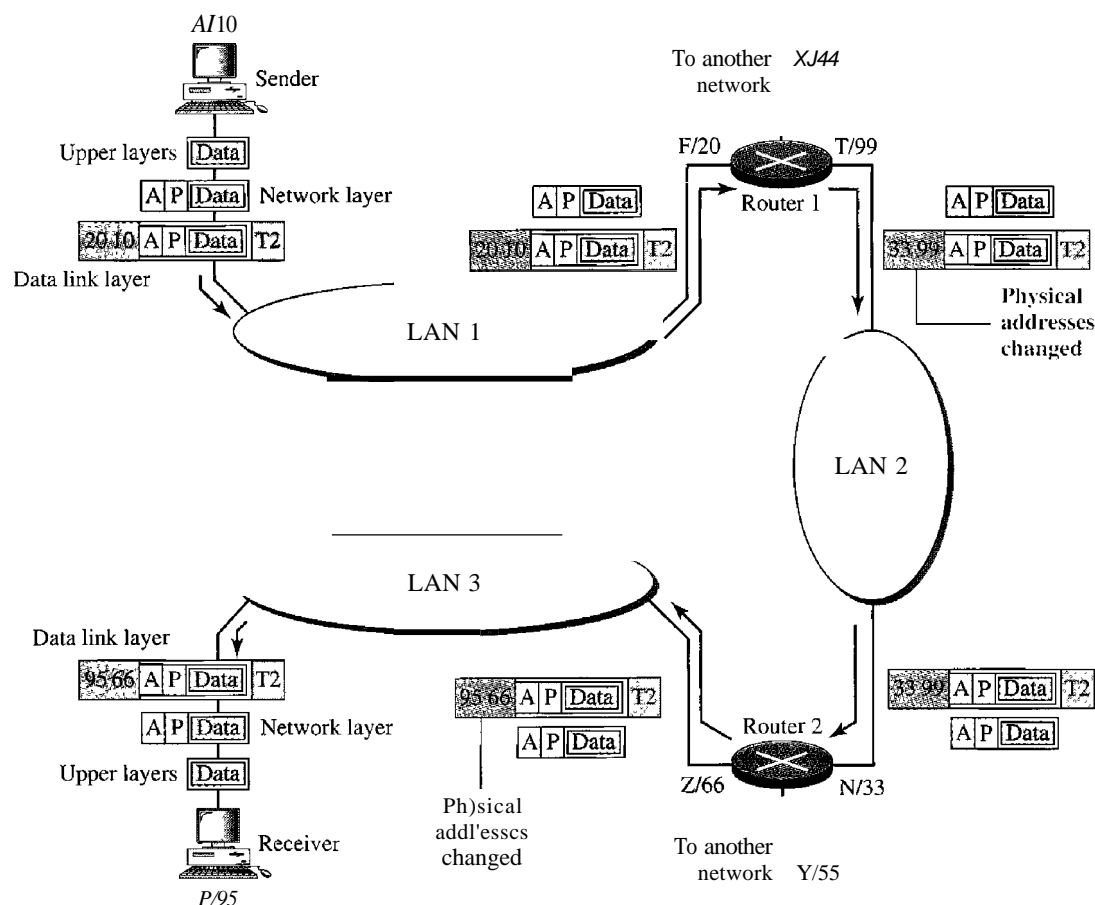 AI10
Sender
To another XJ44
network
Upper layers Data
F/20 T/99
A P Data Network layer
A P Data
Router 1
A P Data
20 10 A P Data T2
20 10 A P Data T2
33 99 A P Data T2
Data link layer
Physical
addresses
changed
LAN 1
LAN 2
LAN 3
Data link layer
95 66 A P Data T2
95 66 A P Data T2
33 99 A P Data T2
A P Data Network layer
A P Data
Router 2
A P Data
Upper layers Data
Z/66 N/33
Ph)sical
addl'esscs
changed
Receiver
To another
network Y/55
P/95